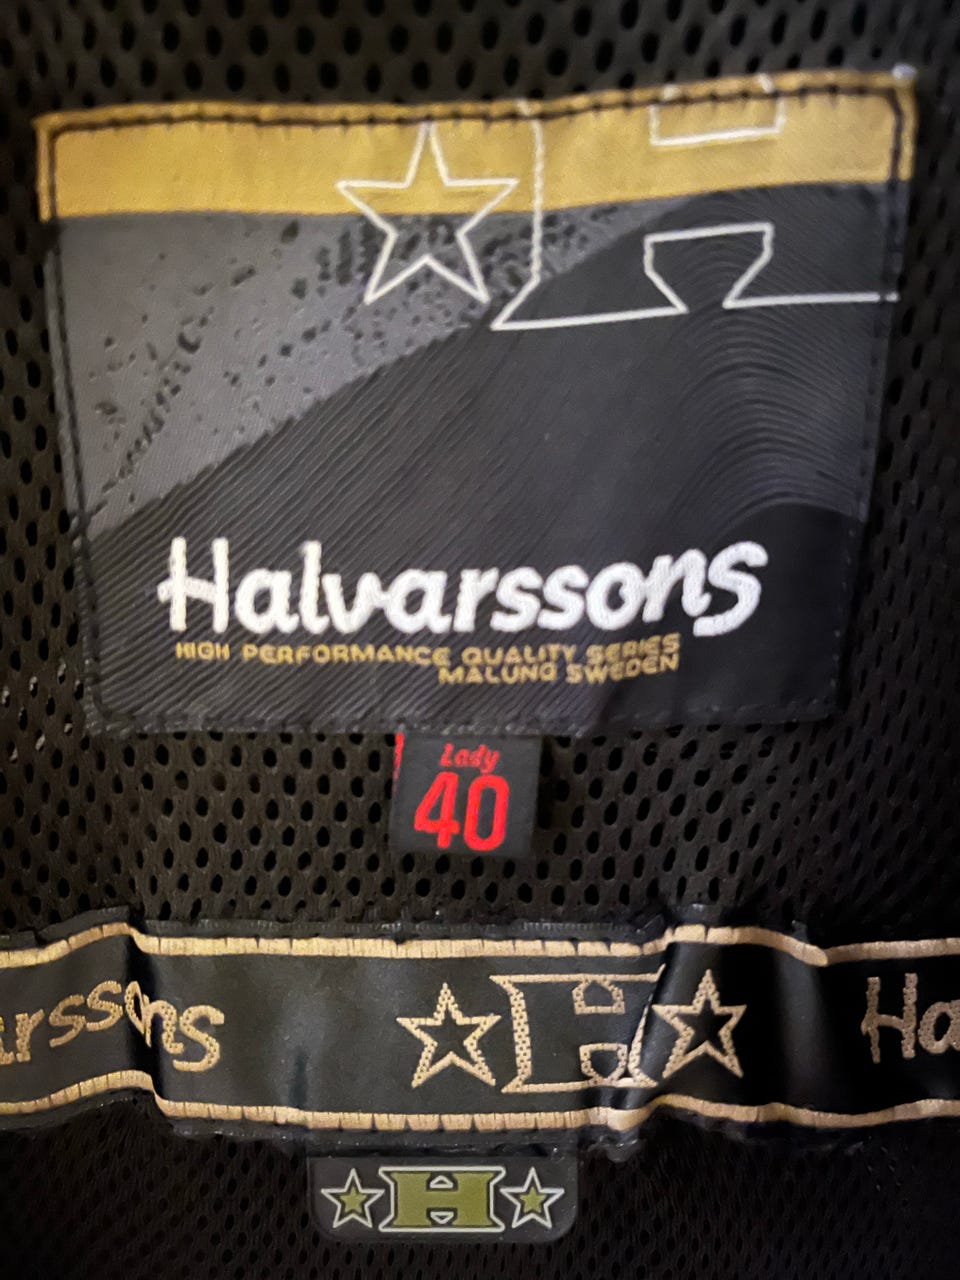 Halvarssons
HIGH PERFORMANCE QUALITY SERIES
MALUNG SWEDEN
Lady
40
arssons H Ha
H